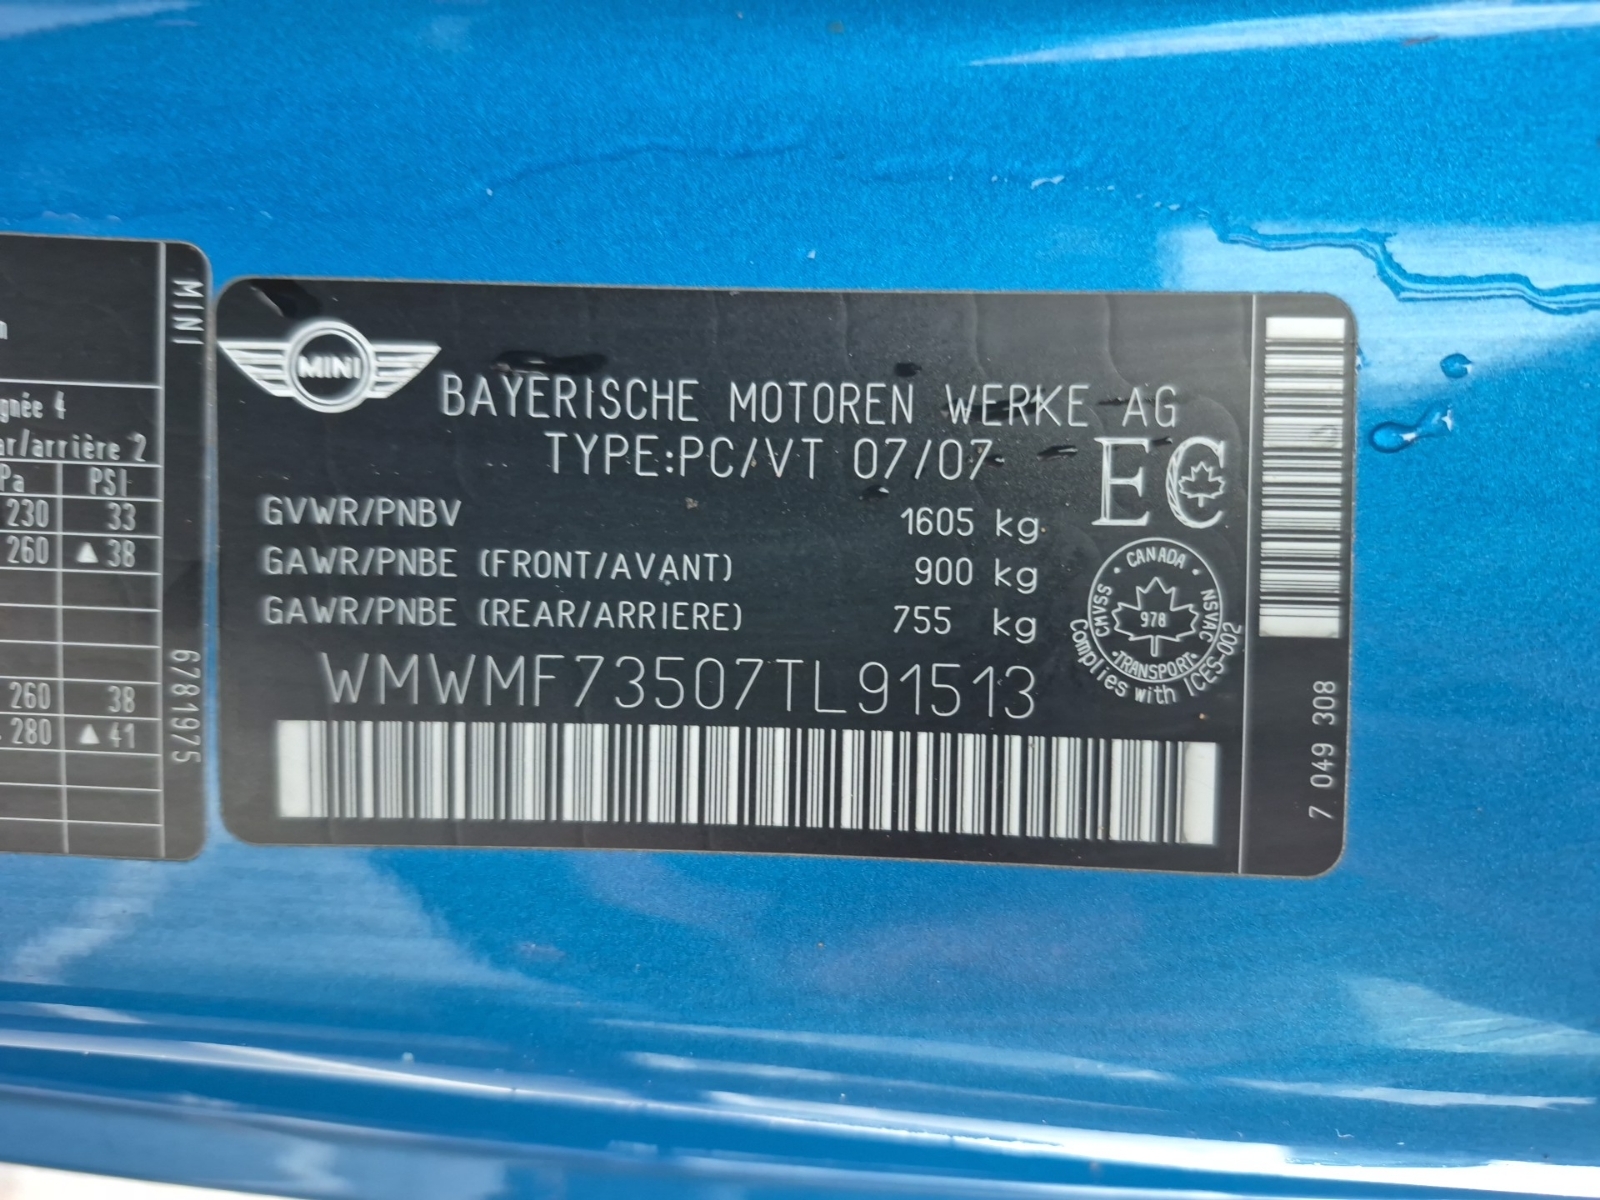 gnée 4
ar/arrière 2
Pa PSI
230 33
260 ▲ 38
260 38
280 ▲ 41
MINI
6781975
MINI
BAYERISCHE MOTOREN WERKE AG
TYPE:PC/VT 07/07
GVWR/PNBV 1605 kg
GAWR/PNBE (FRONT/AVANT) 900 kg
GAWR/PNBE (REAR/ARRIERE) 755 kg
WMWMF73507TL91513
EC
CANADA
CMVSS
978
NSVAC
TRANSPORT
Complies with ICES-002
7 049 308